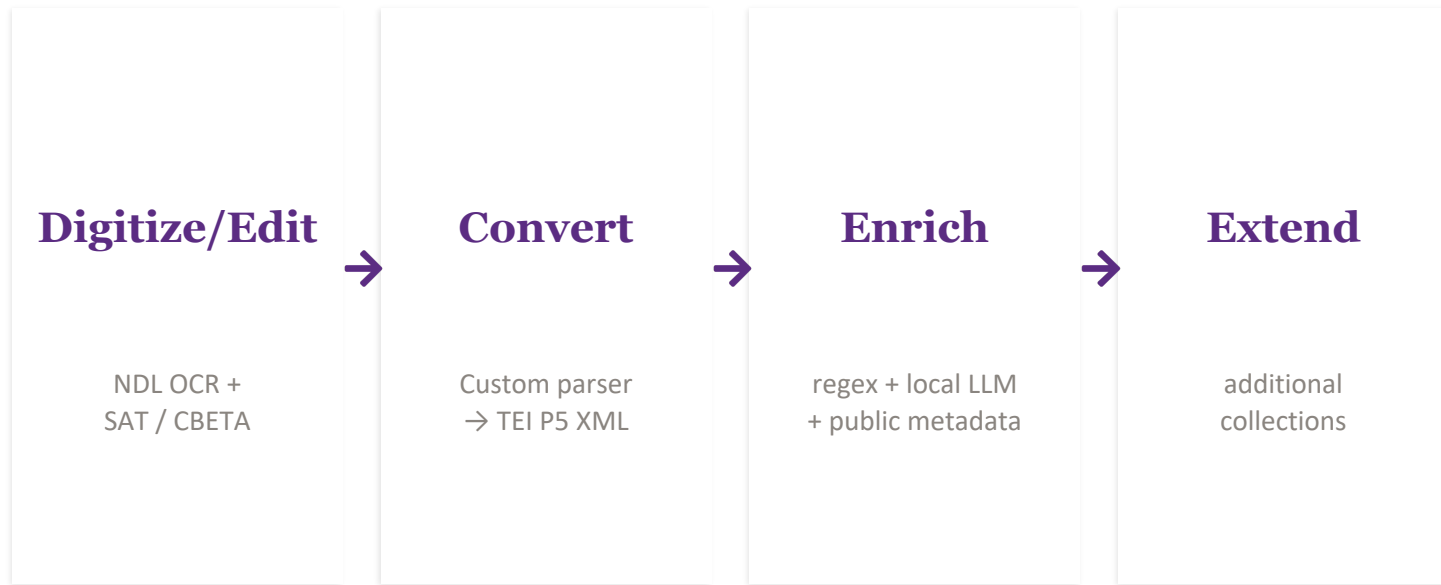 Digitize/Edit
NDL OCR +
SAT / CBETA
→
Convert
Custom parser
→ TEI P5 XML
→
Enrich
regex + local LLM
+ public metadata
→
Extend
additional
collections